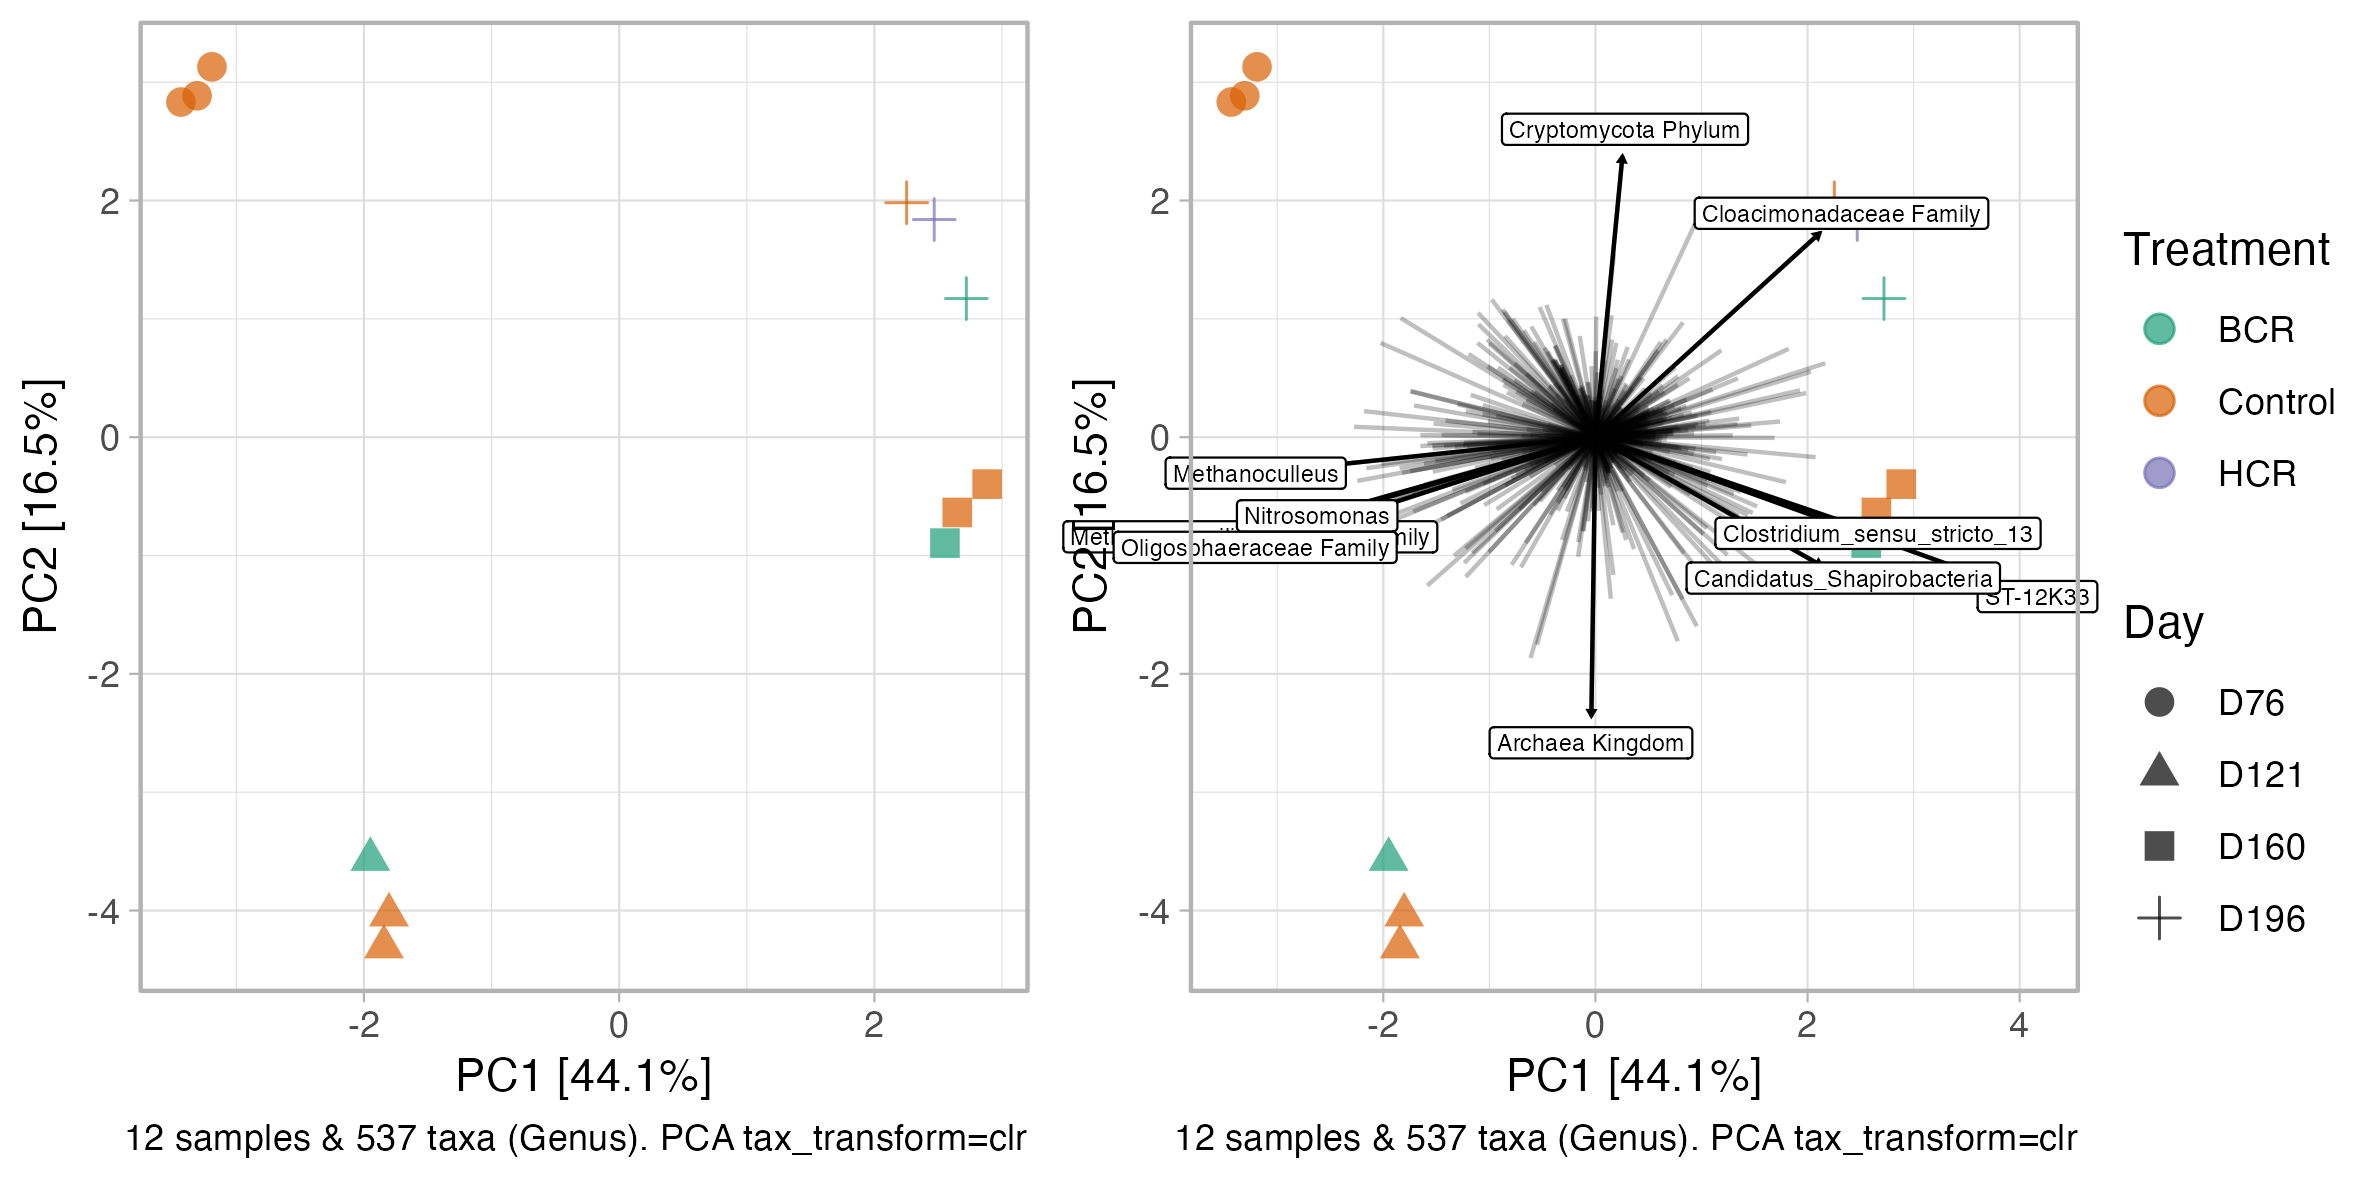 PC2 [16.5%]
2
0
-2
-4
-2
0
2
PC1 [44.1%]
12 samples & 537 taxa (Genus). PCA tax_transform=clr
PC2 [16.5%]
2
0
-2
-4
Cryptomycota Phylum
Cloacimonadaceae Family
Methanoculleus
Nitrosomonas
Oligosphaeraceae Family
Clostridium_sensu_stricto_13
Candidatus_Shapirobacteria
ST-12K33
Archaea Kingdom
-2
0
2
4
PC1 [44.1%]
12 samples & 537 taxa (Genus). PCA tax_transform=clr
Treatment
BCR
Control
HCR
Day
D76
D121
D160
D196